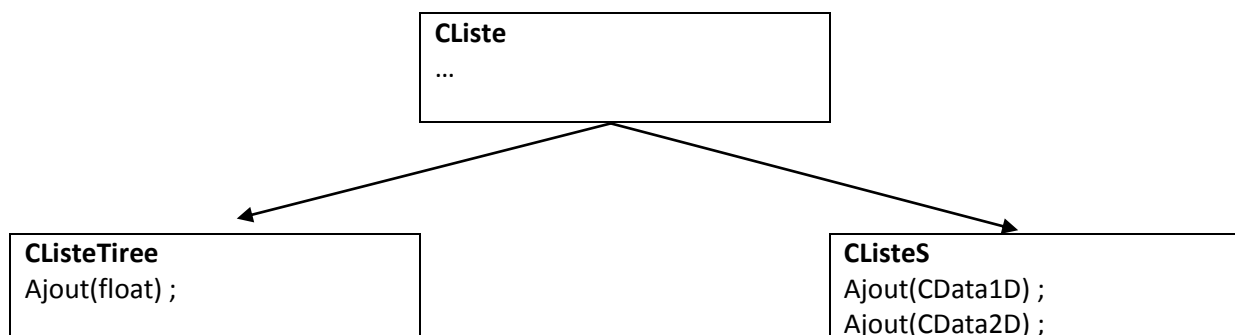 CListe
...
CListeTiree
Ajout(float) ;
CListeS
Ajout(CData1D) ;
Ajout(CData2D) ;